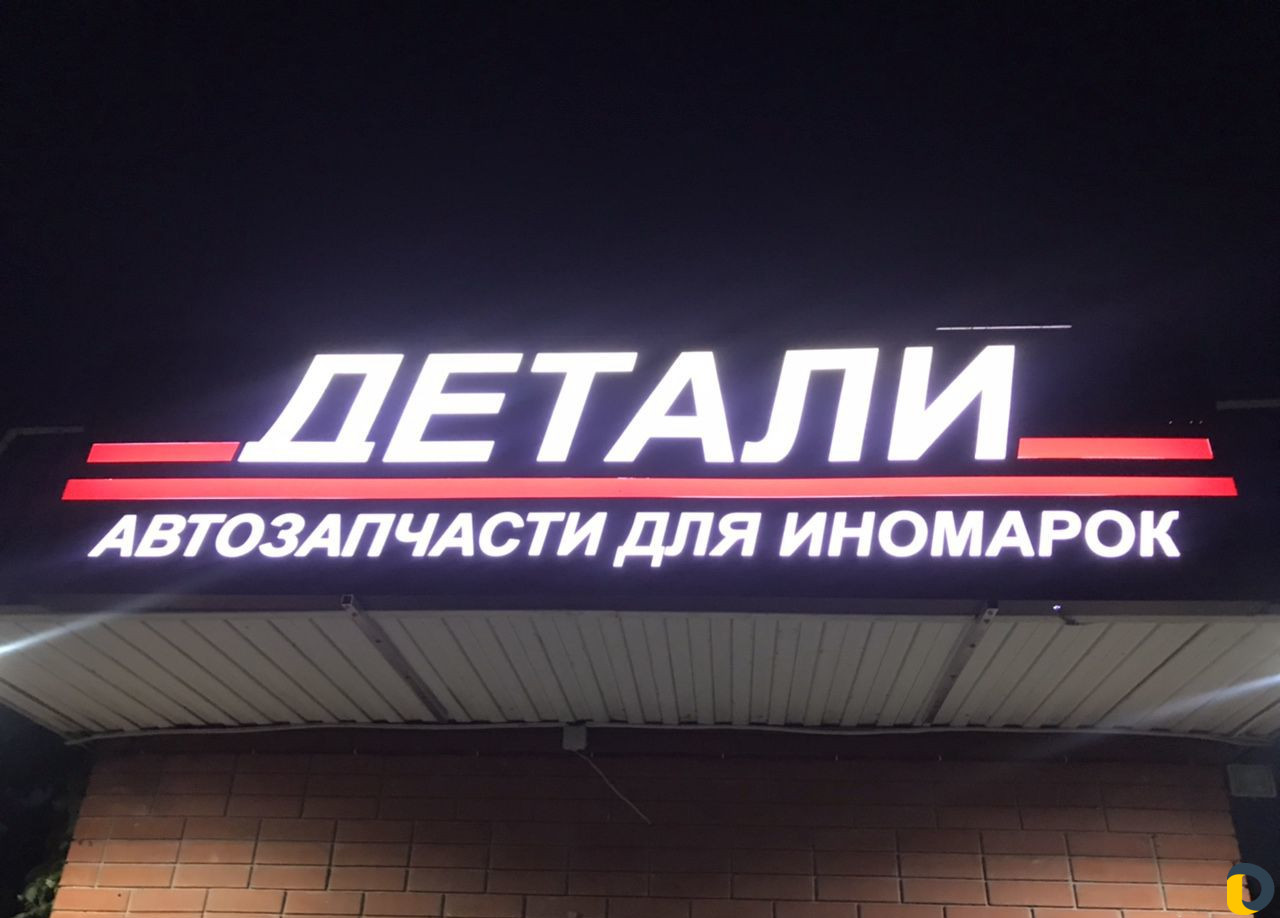 ДЕТАЛИ
АВТОЗАПЧАСТИ ДЛЯ ИНОМАРОК